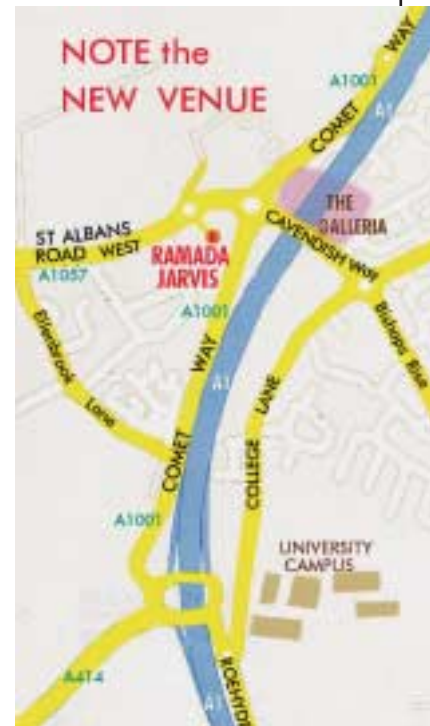 NOTE the
NEW VENUE
WAY
A1001
A1
COMET
THE
GALLERIA
CAVENDISH WAY
ST ALBANS
ROAD WEST
A1057
RAMADA
JARVIS
A1001
Ellenbrook
Lane
WAY
A1
COMET
Bishops Rise
COLLEGE LANE
A1001
UNIVERSITY
CAMPUS
A414
ROEHYDE
A1